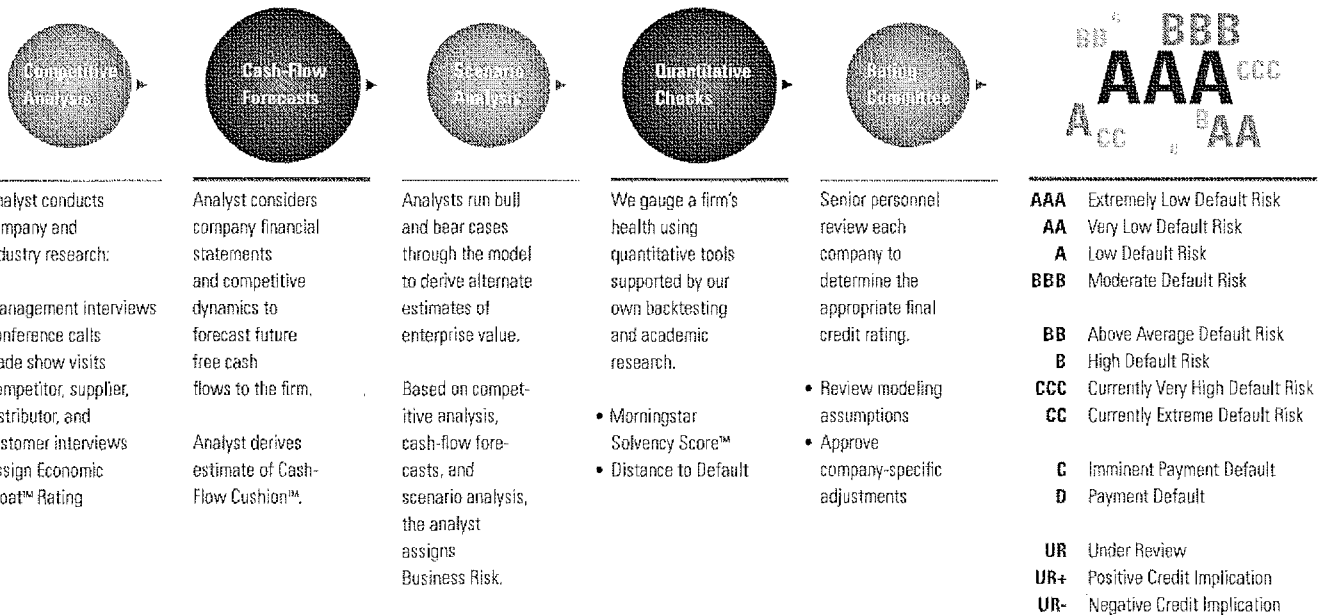 Competitive
Analysis
nalyst conducts
mpany and
dustry research:
anagement interviews
onference calls
ade show visits
ompetitor, supplier,
stributor, and
ustomer interviews
ssign Economic
oat™ Rating
Cash-Flow
Forecasts
Analyst considers
company financial
statements
and competitive
dynamics to
forecast future
free cash
flows to the firm.
Analyst derives
estimate of Cash-
Flow Cushion™.
Scenario
Analysis
Analysts run bull
and bear cases
through the model
to derive alternate
estimates of
enterprise value.
Based on compet-
itive analysis,
cash-flow fore-
casts, and
scenario analysis,
the analyst
assigns
Business Risk.
Quantitative
Checks
We gauge a firm's
health using
quantitative tools
supported by our
own backtesting
and academic
research.
• Morningstar
Solvency Score™
• Distance to Default
Rating
Committee
Senior personnel
review each
company to
determine the
appropriate final
credit rating.
• Review modeling
assumptions
• Approve
company-specific
adjustments
BB
BBB
AAA
CCC
A
CC
B
AA
AAA Extremely Low Default Risk
AA Very Low Default Risk
A Low Default Risk
BBB Moderate Default Risk
BB Above Average Default Risk
B High Default Risk
CCC Currently Very High Default Risk
CC Currently Extreme Default Risk
C Imminent Payment Default
D Payment Default
UR Under Review
UR+ Positive Credit Implication
UR- Negative Credit Implication